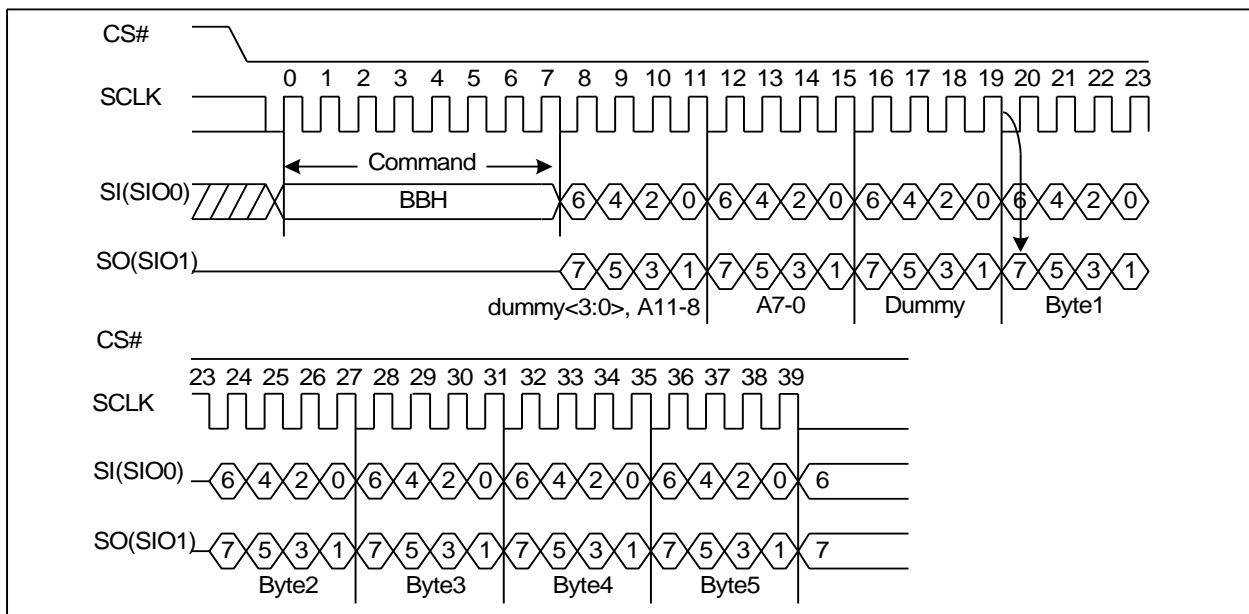 CS#
0 1 2 3 4 5 6 7 8 9 10 11 12 13 14 15 16 17 18 19 20 21 22 23
SCLK
Command
SI(SIO0) BBH 6 4 2 0 6 4 2 0 6 4 2 0 6 4 2 0
SO(SIO1) 7 5 3 1 7 5 3 1 7 5 3 1 7 5 3 1
dummy<3:0>, A11-8 A7-0 Dummy Byte1
CS#
23 24 25 26 27 28 29 30 31 32 33 34 35 36 37 38 39
SCLK
SI(SIO0) 6 4 2 0 6 4 2 0 6 4 2 0 6 4 2 0 6
SO(SIO1) 7 5 3 1 7 5 3 1 7 5 3 1 7 5 3 1 7
Byte2 Byte3 Byte4 Byte5